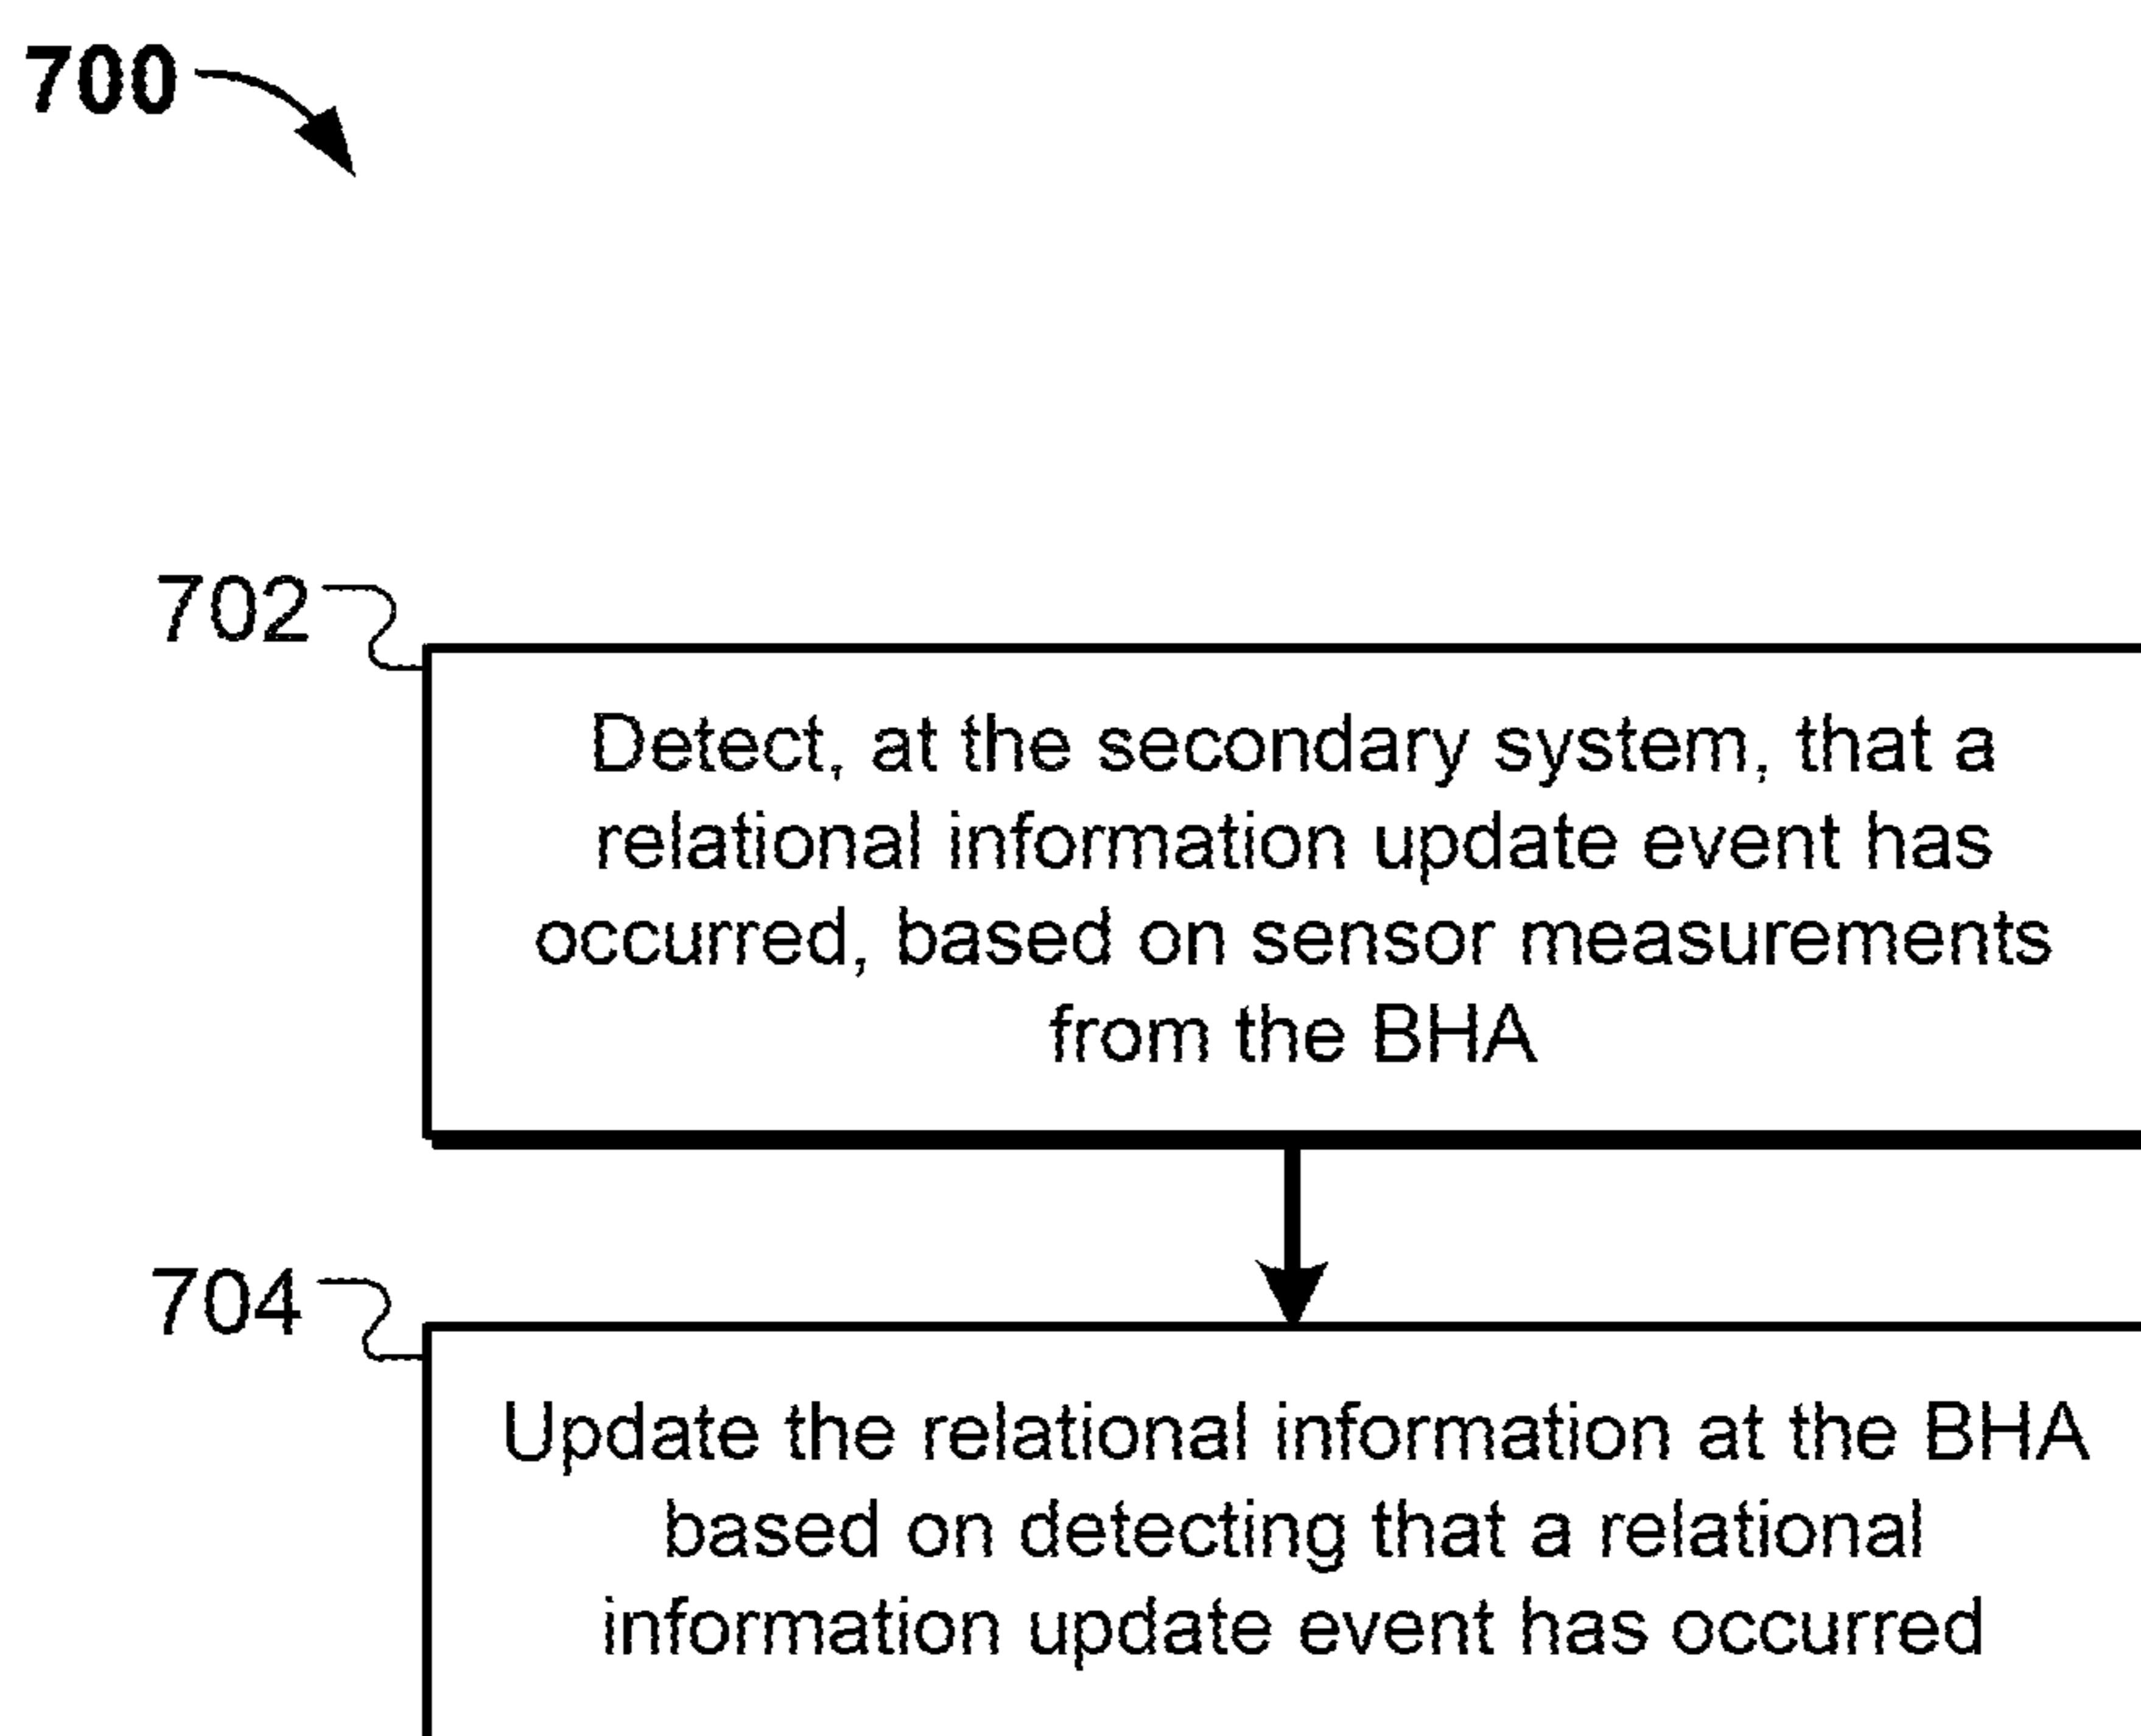 700
702
Detect, at the secondary system, that a
relational information update event has
occurred, based on sensor measurements
from the BHA
704
Update the relational information at the BHA
based on detecting that a relational
information update event has occurred